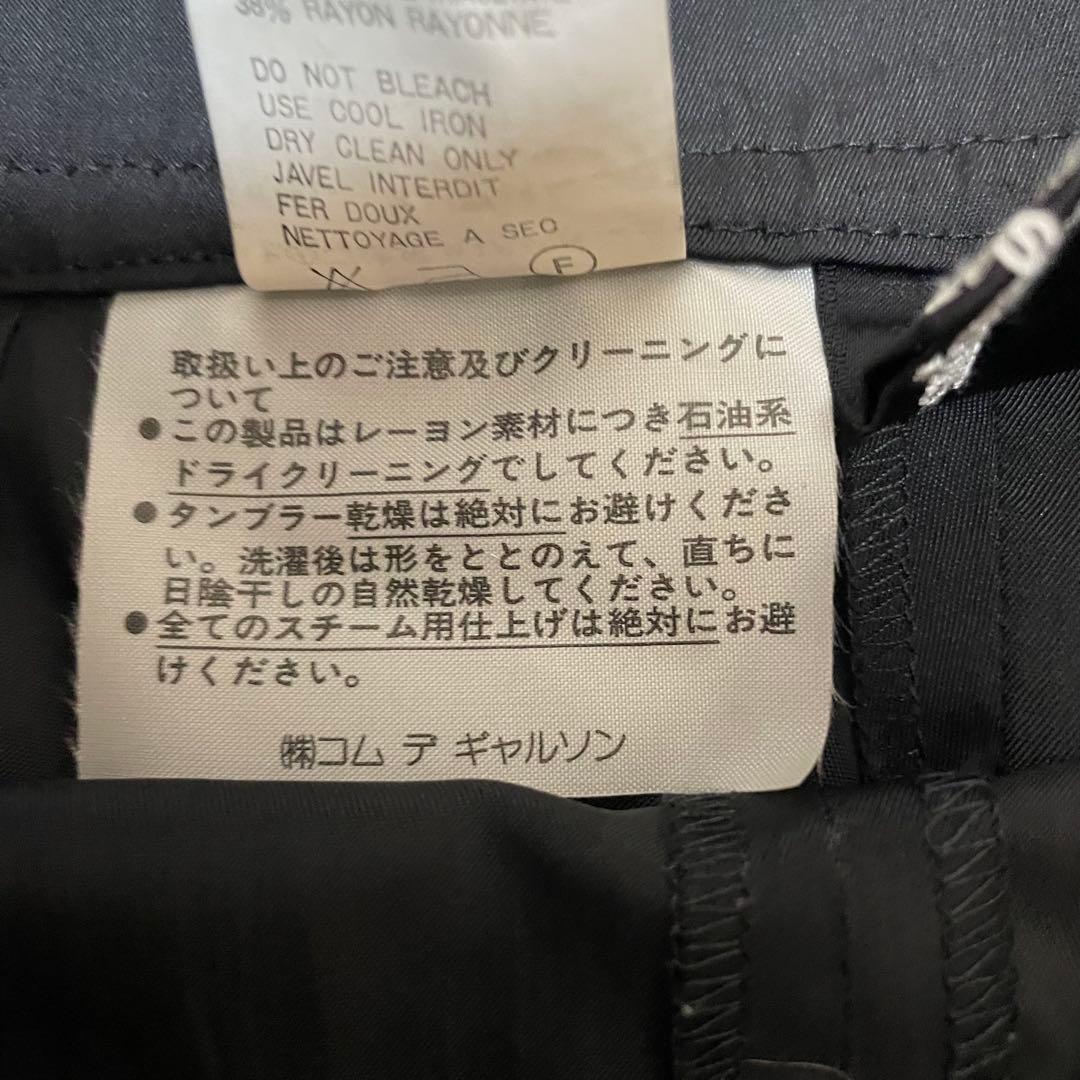 38% RAYON RAYONNE
DO NOT BLEACH
USE COOL IRON
DRY CLEAN ONLY
JAVEL INTERDIT
FER DOUX
NETTOYAGE A SEC
F
取扱い上のご注意及びクリーニングに
ついて
●この製品はレーヨン素材につき石油系
ドライクリーニングでしてください。
●タンブラー乾燥は絶対にお避けくださ
い。洗濯後は形をととのえて、直ちに
日陰干しの自然乾燥してください。
●全てのスチーム用仕上げは絶対にお避
けください。
㈱コム デ ギャルソン